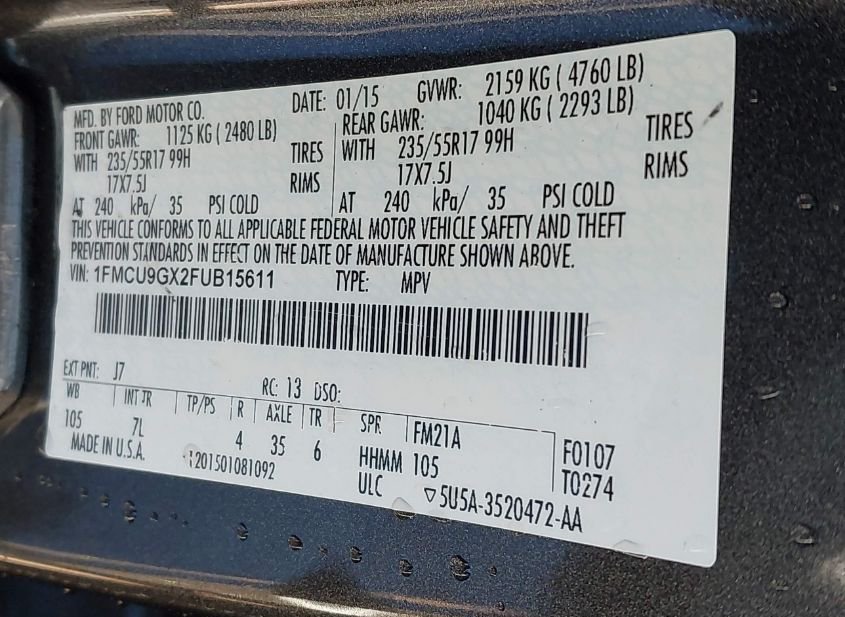 MFD. BY FORD MOTOR CO. DATE: 01/15 GVWR: 2159 KG ( 4760 LB)
FRONT GAWR: 1125 KG ( 2480 LB) REAR GAWR: 1040 KG ( 2293 LB)
WITH 235/55R17 99H TIRES WITH 235/55R17 99H TIRES
17X7.5J RIMS 17X7.5J RIMS
AT 240 kPa/ 35 PSI COLD AT 240 kPa/ 35 PSI COLD
THIS VEHICLE CONFORMS TO ALL APPLICABLE FEDERAL MOTOR VEHICLE SAFETY AND THEFT
PREVENTION STANDARDS IN EFFECT ON THE DATE OF MANUFACTURE SHOWN ABOVE.
VIN: 1FMCU9GX2FUB15611 TYPE: MPV
EXT PNT: J7 RC: 13 DSO:
WB INT TR TP/PS R AXLE TR SPR FM21A F0107
105 7L 4 35 6 HHMM 105 T0274
MADE IN U.S.A. 1201501081092 ULC ▽5U5A-3520472-AA